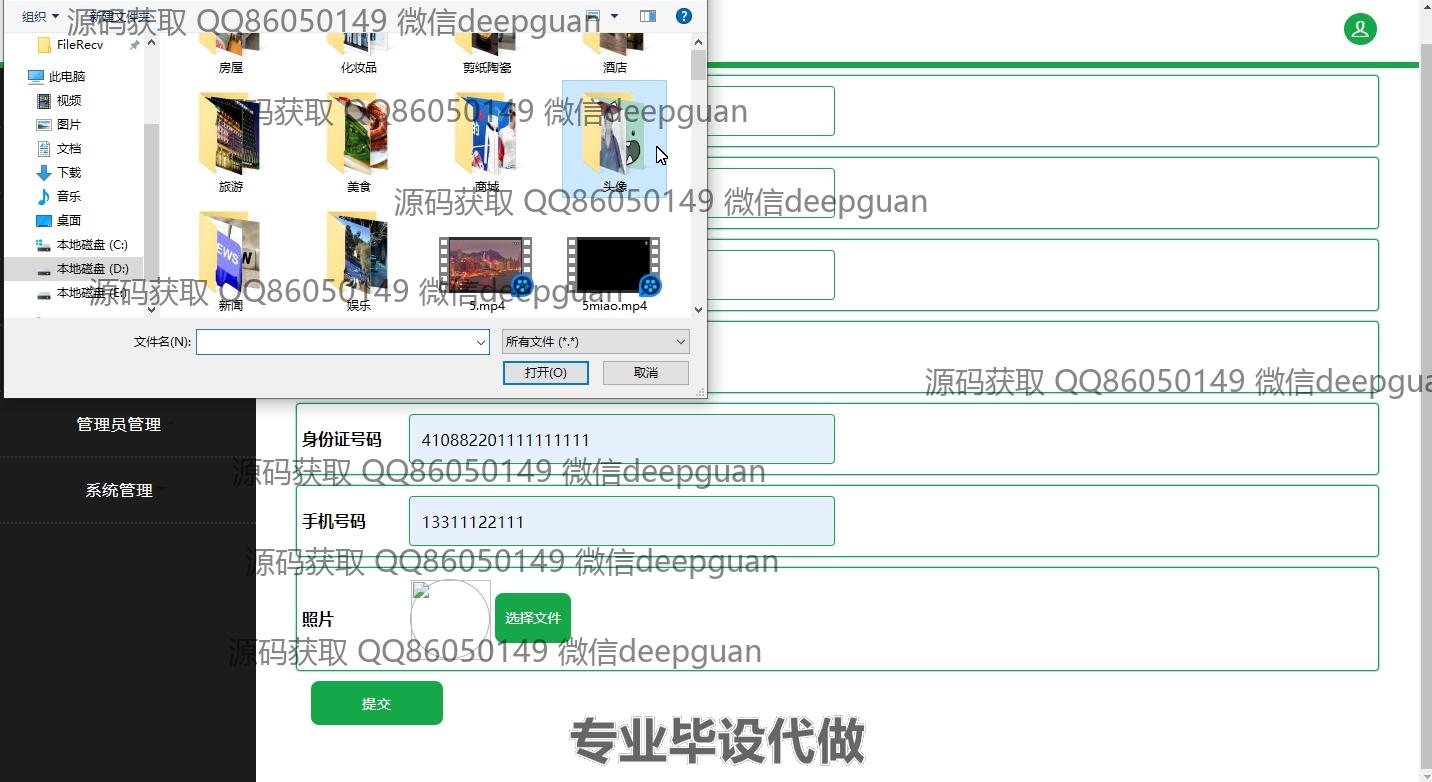 组织 新建文件夹
源码获取 QQ86050149 微信deepguan
FileRecv
此电脑
视频
图片
文档
下载
音乐
桌面
本地磁盘 (C:)
本地磁盘 (D:)
本地磁盘 (E:)
房屋 化妆品 剪纸陶瓷 酒店
源码获取 QQ86050149 微信deepguan
旅游 美食 商城 头像
源码获取 QQ86050149 微信deepguan
新闻 娱乐 5.mp4 5miao.mp4
源码获取 QQ86050149 微信deepguan
文件名(N): 所有文件 (*.*)
打开(O) 取消
源码获取 QQ86050149 微信deepgua
管理员管理
系统管理
身份证号码 410882201111111111
源码获取 QQ86050149 微信deepguan
手机号码 13311122111
源码获取 QQ86050149 微信deepguan
照片 选择文件
源码获取 QQ86050149 微信deepguan
提交
专业毕设代做